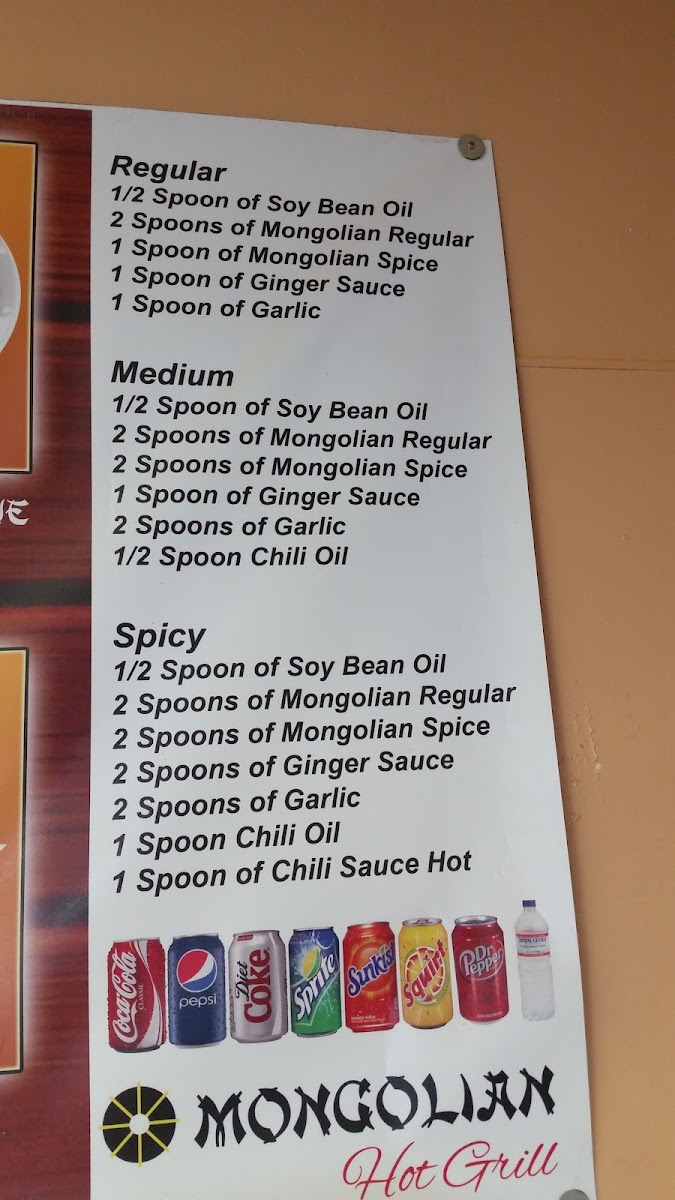 Regular
1/2 Spoon of Soy Bean Oil
2 Spoons of Mongolian Regular
1 Spoon of Mongolian Spice
1 Spoon of Ginger Sauce
1 Spoon of Garlic
Medium
1/2 Spoon of Soy Bean Oil
2 Spoons of Mongolian Regular
2 Spoons of Mongolian Spice
1 Spoon of Ginger Sauce
2 Spoons of Garlic
1/2 Spoon Chili Oil
Spicy
1/2 Spoon of Soy Bean Oil
2 Spoons of Mongolian Regular
2 Spoons of Mongolian Spice
2 Spoons of Ginger Sauce
2 Spoons of Garlic
1 Spoon Chili Oil
1 Spoon of Chili Sauce Hot
Coca-Cola
CLASSIC
pepsi
Diet
Coke
Sprite
Sunkist
Squirt
Dr Pepper
MONGOLIAN
Hot Grill